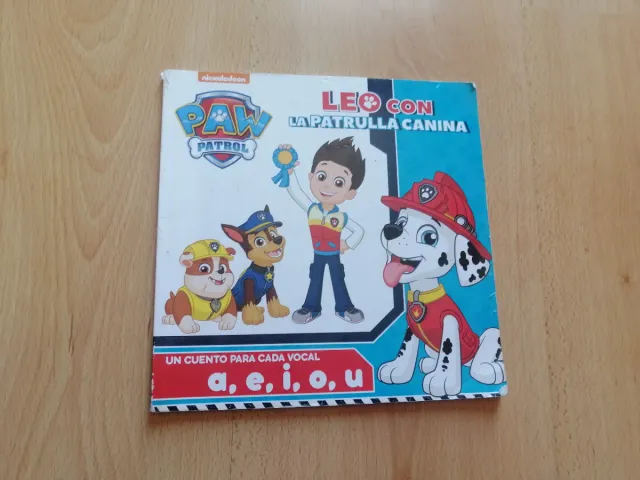 nickelodeon
PAW
PATROL
LEO CON
LA PATRULLA CANINA
UN CUENTO PARA CADA VOCAL
a, e, i, o, u